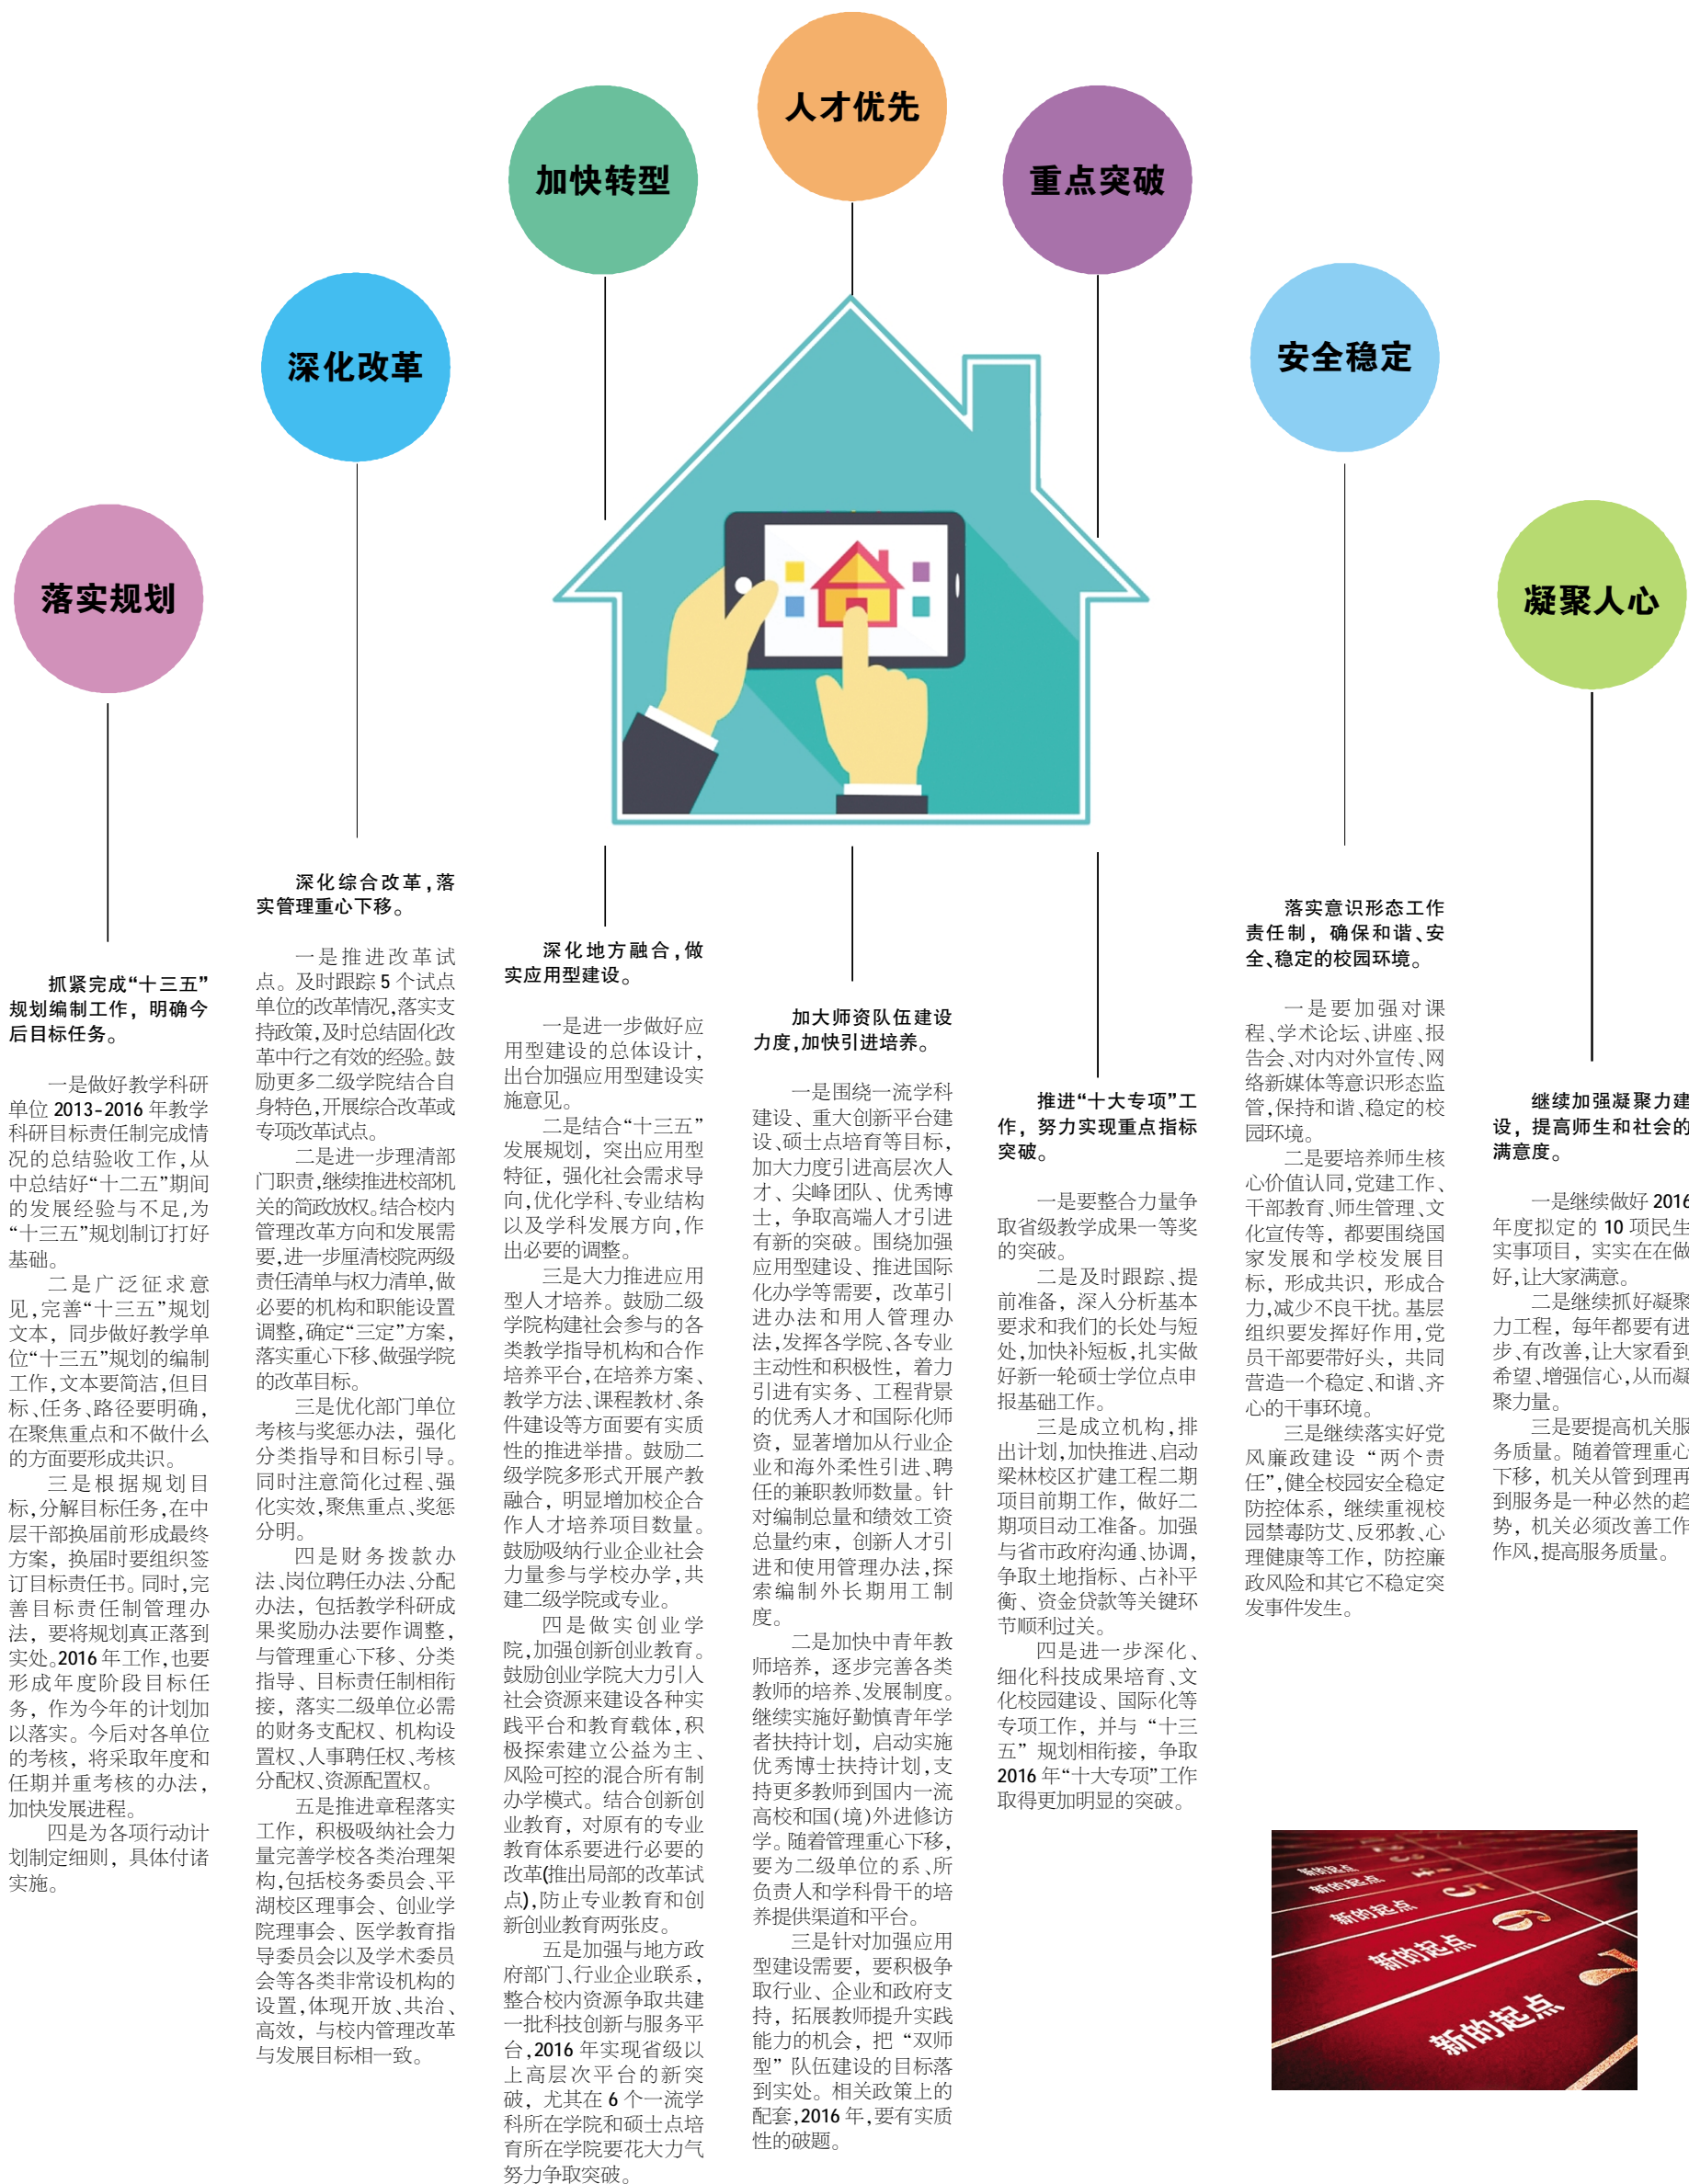 人才优先
加快转型
重点突破
深化改革
安全稳定
落实规划
凝聚人心
抓紧完成“十三五”
规划编制工作，明确今
后目标任务。
一是做好教学科研
单位 2013-2016 年教学
科研目标责任制完成情
况的总结验收工作,从
中总结好“十二五”期间
的发展经验与不足,为
“十三五”规划制订打好
基础。
二是广泛征求意
见,完善“十三五”规划
文本，同步做好教学单
位“十三五”规划的编制
工作,文本要简洁,但目
标、任务、路径要明确,
在聚焦重点和不做什么
的方面要形成共识。
三是根据规划目
标,分解目标任务,在中
层干部换届前形成最终
方案，换届时要组织签
订目标责任书。同时,完
善目标责任制管理办
法，要将规划真正落到
实处。2016 年工作,也要
形成年度阶段目标任
务，作为今年的计划加
以落实。今后对各单位
的考核，将采取年度和
任期并重考核的办法，
加快发展进程。
四是为各项行动计
划制定细则，具体付诸
实施。
深化综合改革,落
实管理重心下移。
一是推进改革试
点。及时跟踪 5 个试点
单位的改革情况,落实支
持政策,及时总结固化改
革中行之有效的经验。鼓
励更多二级学院结合自
身特色,开展综合改革或
专项改革试点。
二是进一步理清部
门职责,继续推进校部机
关的简政放权。结合校内
管理改革方向和发展需
要,进一步厘清校院两级
责任清单与权力清单,做
必要的机构和职能设置
调整,确定“三定”方案，
落实重心下移、做强学院
的改革目标。
三是优化部门单位
考核与奖惩办法，强化
分类指导和目标引导。
同时注意简化过程、强
化实效,聚焦重点、奖惩
分明。
四是财务拨款办
法、岗位聘任办法、分配
办法，包括教学科研成
果奖励办法要作调整，
与管理重心下移、分类
指导、目标责任制相衔
接，落实二级单位必需
的财务支配权、机构设
置权、人事聘任权、考核
分配权、资源配置权。
五是推进章程落实
工作，积极吸纳社会力
量完善学校各类治理架
构,包括校务委员会、平
湖校区理事会、创业学
院理事会、医学教育指
导委员会以及学术委员
会等各类非常设机构的
设置,体现开放、共治、
高效，与校内管理改革
与发展目标相一致。
深化地方融合,做
实应用型建设。
一是进一步做好应
用型建设的总体设计，
出台加强应用型建设实
施意见。
二是结合“十三五”
发展规划，突出应用型
特征，强化社会需求导
向,优化学科、专业结构
以及学科发展方向,作
出必要的调整。
三是大力推进应用
型人才培养。鼓励二级
学院构建社会参与的各
类教学指导机构和合作
培养平台,在培养方案、
教学方法、课程教材、条
件建设等方面要有实质
性的推进举措。鼓励二
级学院多形式开展产教
融合，明显增加校企合
作人才培养项目数量。
鼓励吸纳行业企业社会
力量参与学校办学,共
建二级学院或专业。
四是做实创业学
院,加强创新创业教育。
鼓励创业学院大力引入
社会资源来建设各种实
践平台和教育载体,积
极探索建立公益为主、
风险可控的混合所有制
办学模式。结合创新创
业教育，对原有的专业
教育体系要进行必要的
改革(推出局部的改革试
点),防止专业教育和创
新创业教育两张皮。
五是加强与地方政
府部门、行业企业联系,
整合校内资源争取共建
一批科技创新与服务平
台,2016 年实现省级以
上高层次平台的新突
破，尤其在 6 个一流学
科所在学院和硕士点培
育所在学院要花大力气
努力争取突破。
加大师资队伍建设
力度,加快引进培养。
一是围绕一流学科
建设、重大创新平台建
设、硕士点培育等目标，
加大力度引进高层次人
才、尖峰团队、优秀博
士，争取高端人才引进
有新的突破。围绕加强
应用型建设、推进国际
化办学等需要，改革引
进办法和用人管理办
法,发挥各学院、各专业
主动性和积极性，着力
引进有实务、工程背景
的优秀人才和国际化师
资，显著增加从行业企
业和海外柔性引进、聘
任的兼职教师数量。针
对编制总量和绩效工资
总量约束，创新人才引
进和使用管理办法,探
索编制外长期用工制
度。
二是加快中青年教
师培养，逐步完善各类
教师的培养、发展制度。
继续实施好勤慎青年学
者扶持计划，启动实施
优秀博士扶持计划,支
持更多教师到国内一流
高校和国(境)外进修访
学。随着管理重心下移，
要为二级单位的系、所
负责人和学科骨干的培
养提供渠道和平台。
三是针对加强应用
型建设需要，要积极争
取行业、企业和政府支
持，拓展教师提升实践
能力的机会，把“双师
型”队伍建设的目标落
到实处。相关政策上的
配套,2016 年,要有实质
性的破题。
推进“十大专项”工
作，努力实现重点指标
突破。
一是要整合力量争
取省级教学成果一等奖
的突破。
二是及时跟踪、提
前准备，深入分析基本
要求和我们的长处与短
处,加快补短板,扎实做
好新一轮硕士学位点申
报基础工作。
三是成立机构,排
出计划,加快推进、启动
梁林校区扩建工程二期
项目前期工作，做好二
期项目动工准备。加强
与省市政府沟通、协调，
争取土地指标、占补平
衡、资金贷款等关键环
节顺利过关。
四是进一步深化、
细化科技成果培育、文
化校园建设、国际化等
专项工作，并与“十三
五”规划相衔接，争取
2016 年“十大专项”工作
取得更加明显的突破。
落实意识形态工作
责任制，确保和谐、安
全、稳定的校园环境。
一是要加强对课
程、学术论坛、讲座、报
告会、对内对外宣传、网
络新媒体等意识形态监
管,保持和谐、稳定的校
园环境。
二是要培养师生核
心价值认同,党建工作、
干部教育、师生管理、文
化宣传等，都要围绕国
家发展和学校发展目
标，形成共识，形成合
力,减少不良干扰。基层
组织要发挥好作用,党
员干部要带好头，共同
营造一个稳定、和谐、齐
心的干事环境。
三是继续落实好党
风廉政建设“两个责
任”,健全校园安全稳定
防控体系，继续重视校
园禁毒防艾、反邪教、心
理健康等工作，防控廉
政风险和其它不稳定突
发事件发生。
继续加强凝聚力建
设，提高师生和社会的
满意度。
一是继续做好 2016
年度拟定的 10 项民生
实事项目，实实在在做
好,让大家满意。
二是继续抓好凝聚
力工程，每年都要有进
步、有改善,让大家看到
希望、增强信心,从而凝
聚力量。
三是要提高机关服
务质量。随着管理重心
下移，机关从管到理再
到服务是一种必然的趋
势，机关必须改善工作
作风,提高服务质量。
新的起点
新的起点
新的起点
新的起点 6
新的起点 7